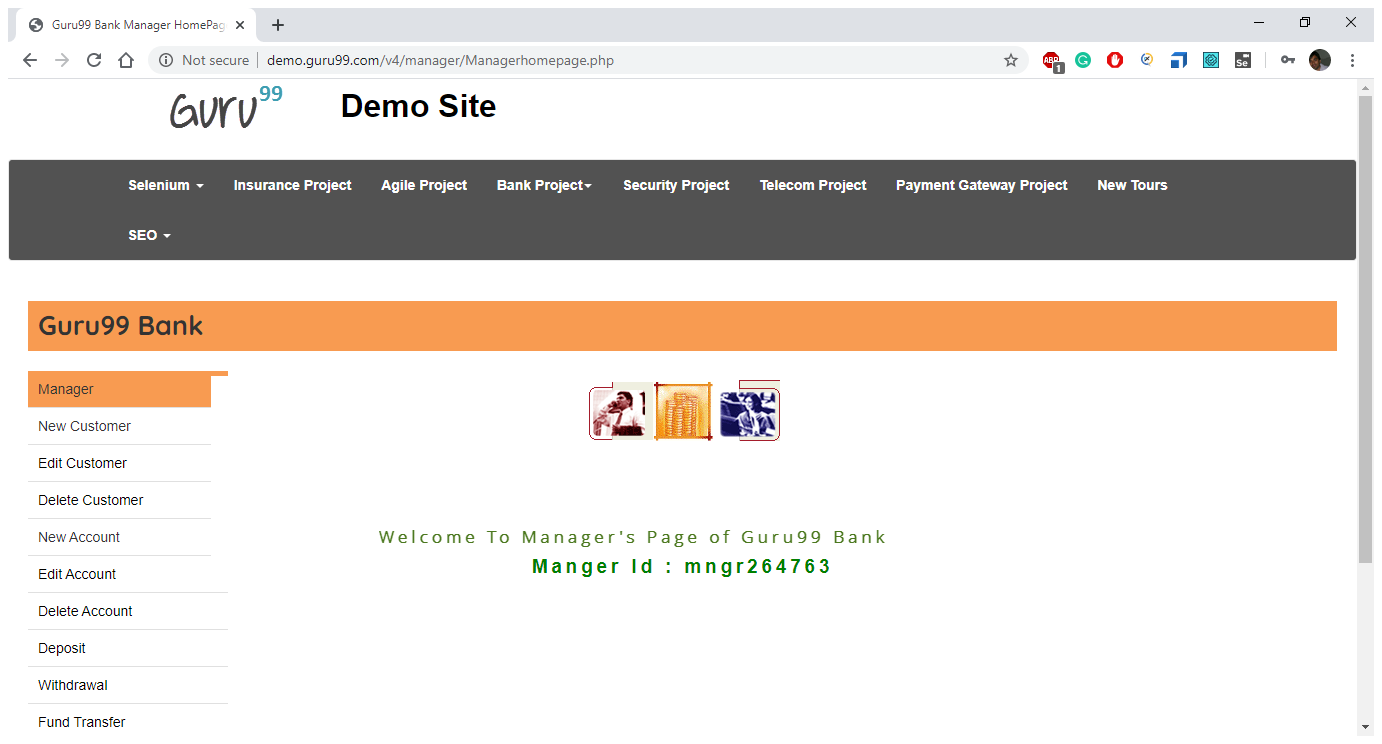 Guru99 Bank Manager HomePag
Not secure
demo.guru99.com/v4/manager/Managerhomepage.php
ABP
1
G
Se
Guru99
Demo Site
Selenium
Insurance Project
Agile Project
Bank Project
Security Project
Telecom Project
Payment Gateway Project
New Tours
SEO
Guru99 Bank
Manager
New Customer
Edit Customer
Delete Customer
New Account
Edit Account
Delete Account
Deposit
Withdrawal
Fund Transfer
Welcome To Manager's Page of Guru99 Bank
Manger Id : mngr264763